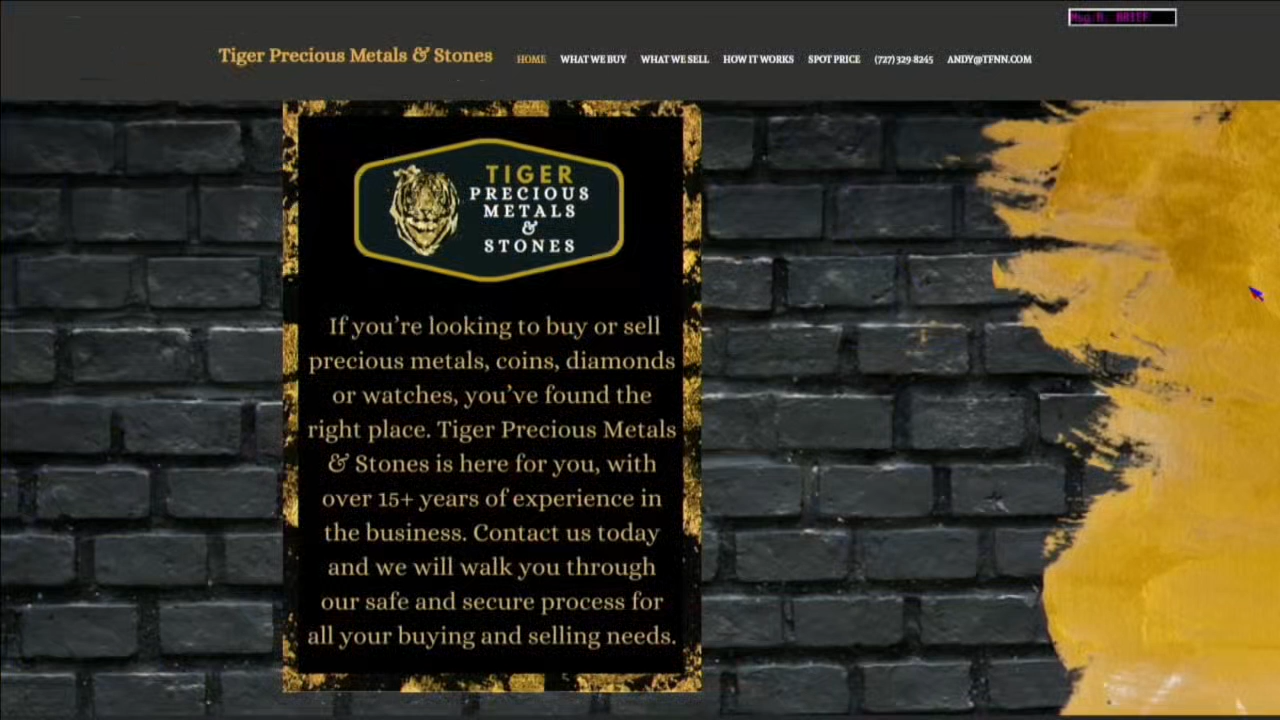 Msg R. BRIEF
Tiger Precious Metals & Stones
HOME WHAT WE BUY WHAT WE SELL HOW IT WORKS SPOT PRICE (727) 329-8245 ANDY@TFNN.COM
TIGER
PRECIOUS
METALS
&
STONES
If you’re looking to buy or sell
precious metals, coins, diamonds
or watches, you’ve found the
right place. Tiger Precious Metals
& Stones is here for you, with
over 15+ years of experience in
the business. Contact us today
and we will walk you through
our safe and secure process for
all your buying and selling needs.